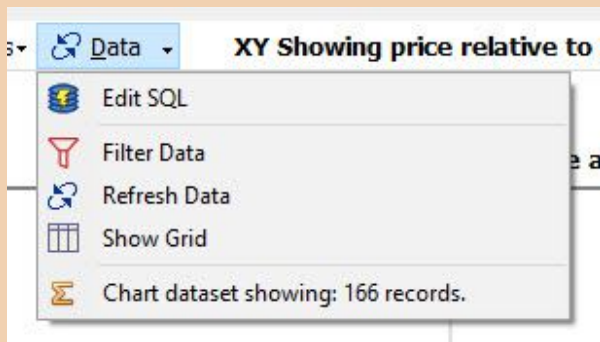 Data XY Showing price relative to
Edit SQL
Filter Data
Refresh Data
Show Grid
Chart dataset showing: 166 records.